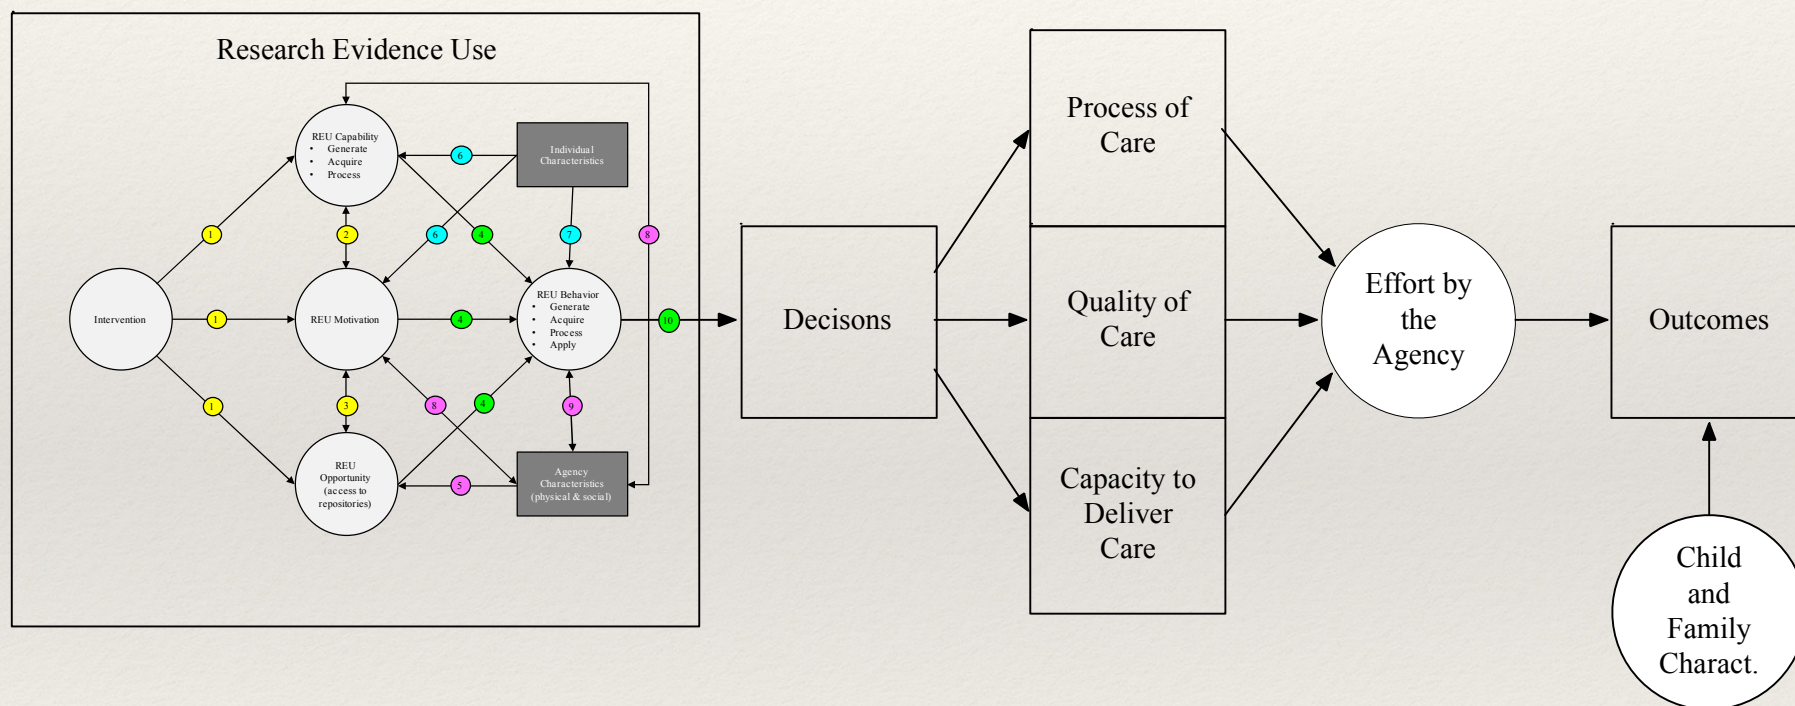 Research Evidence Use
REU Capability
• Generate
• Acquire
• Process
Individual
Characteristics
6
1
2
6
4
7
8
Intervention
1
REU Motivation
4
REU Behavior
• Generate
• Acquire
• Process
• Apply
10
1
3
8
4
9
REU
Opportunity
(access to
repositories)
5
Agency
Characteristics
(physical & social)
Decisons
Process of
Care
Quality of
Care
Capacity to
Deliver
Care
Effort by
the
Agency
Outcomes
Child
and
Family
Charact.